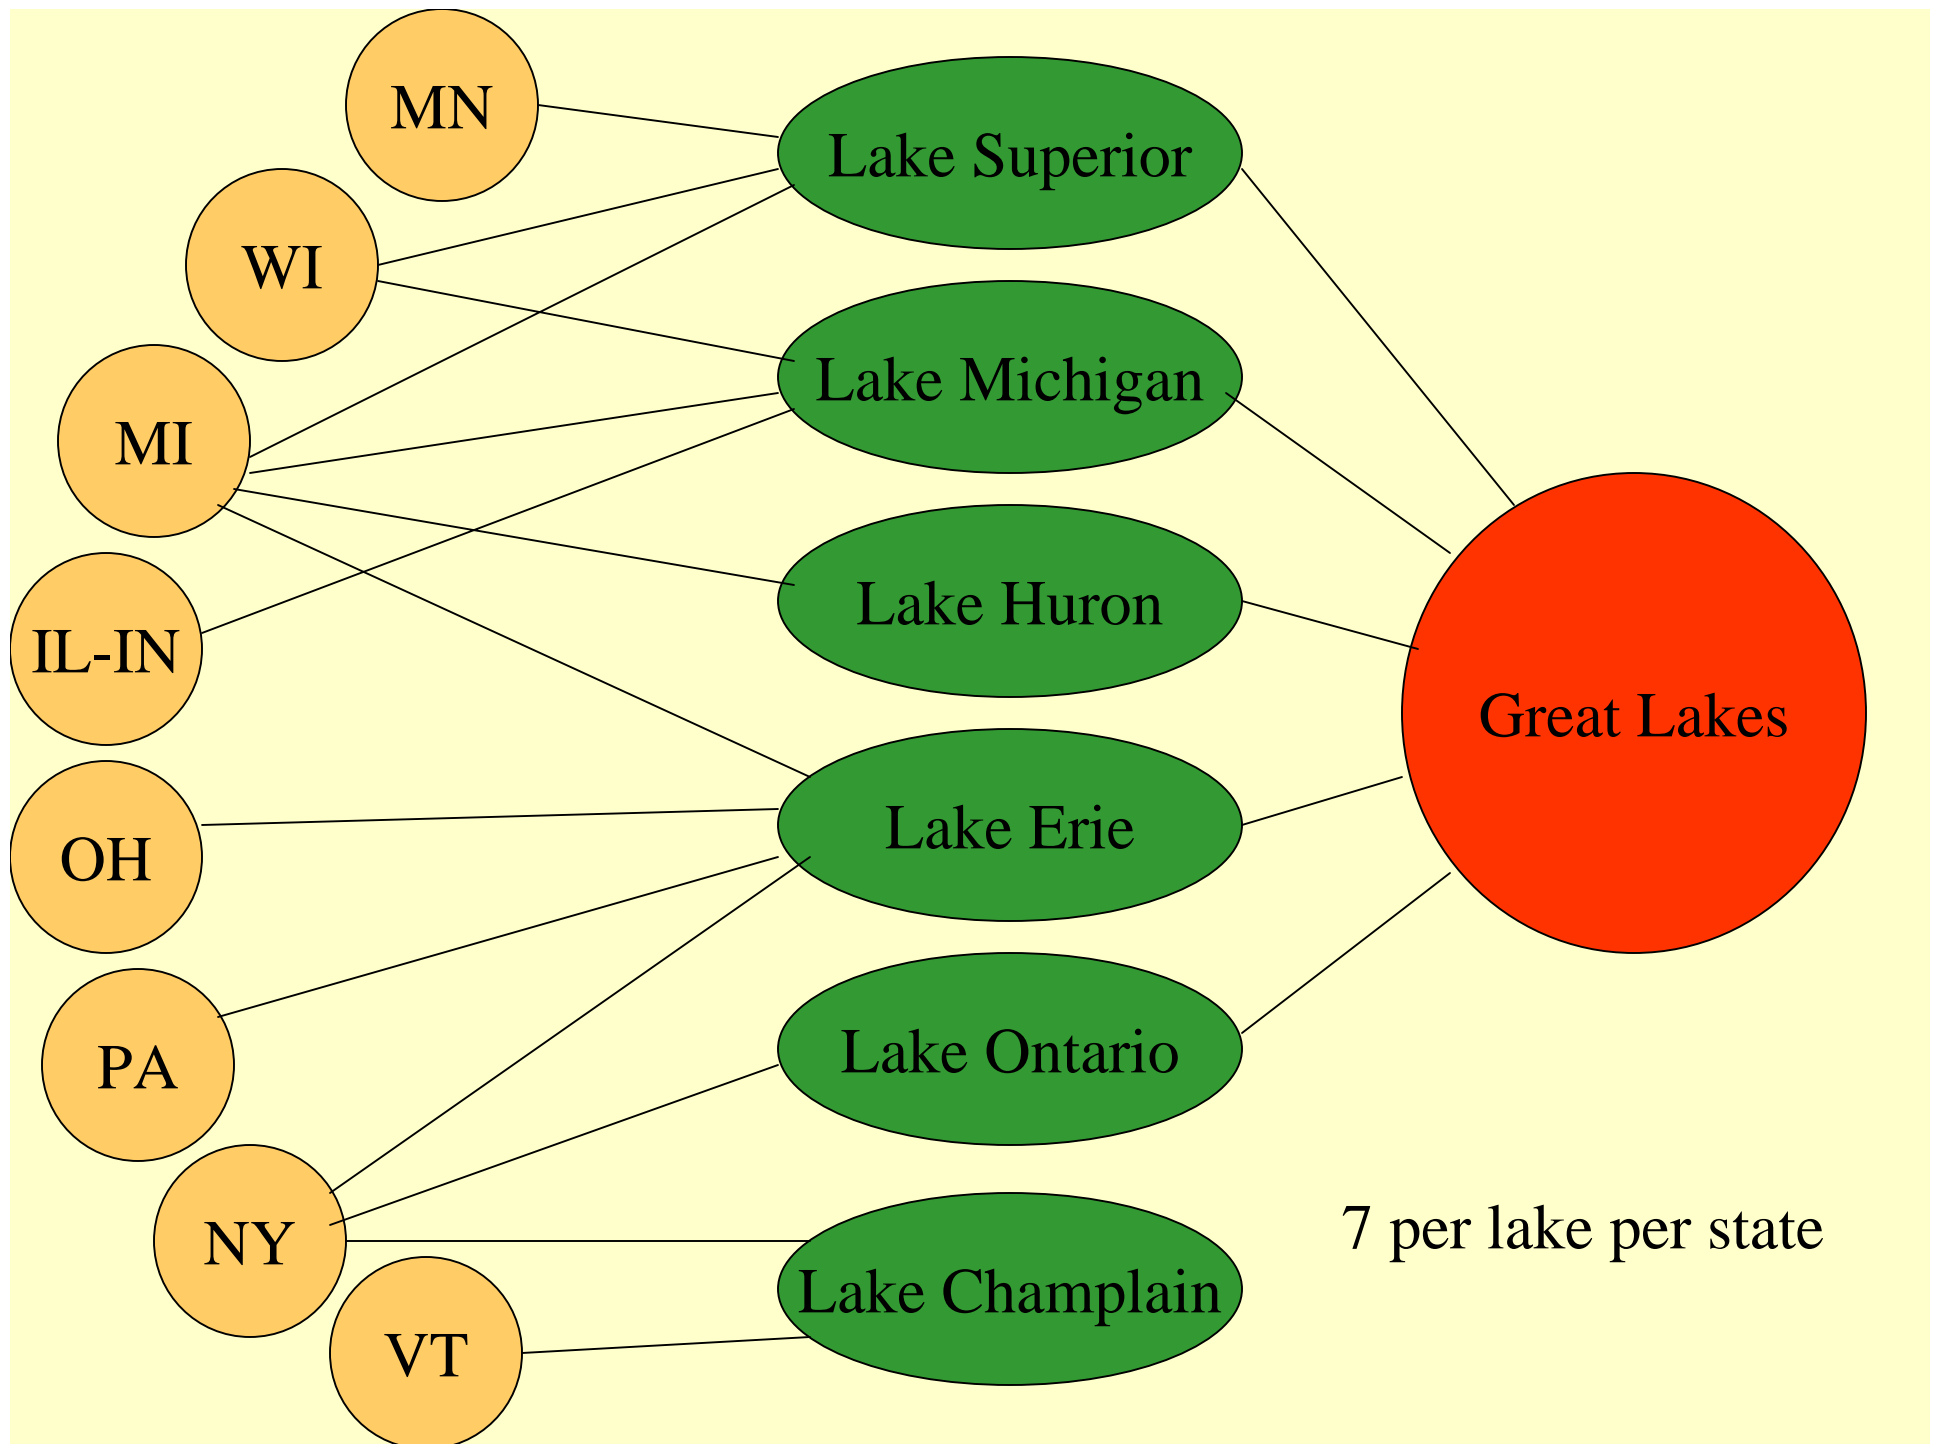 MN
Lake Superior
WI
Lake Michigan
MI
Lake Huron
IL-IN
Great Lakes
OH
Lake Erie
PA
Lake Ontario
NY
7 per lake per state
Lake Champlain
VT